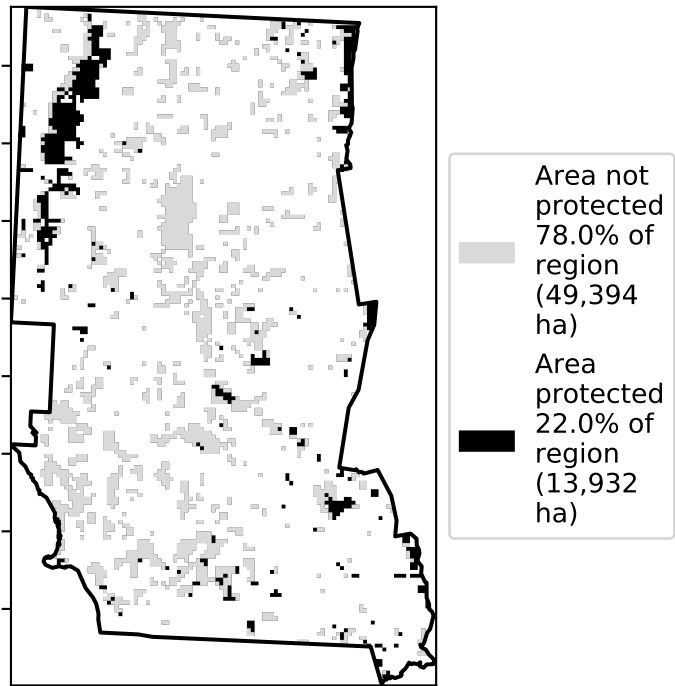 Area not
protected
78.0% of
region
(49,394
ha)
Area
protected
22.0% of
region
(13,932
ha)